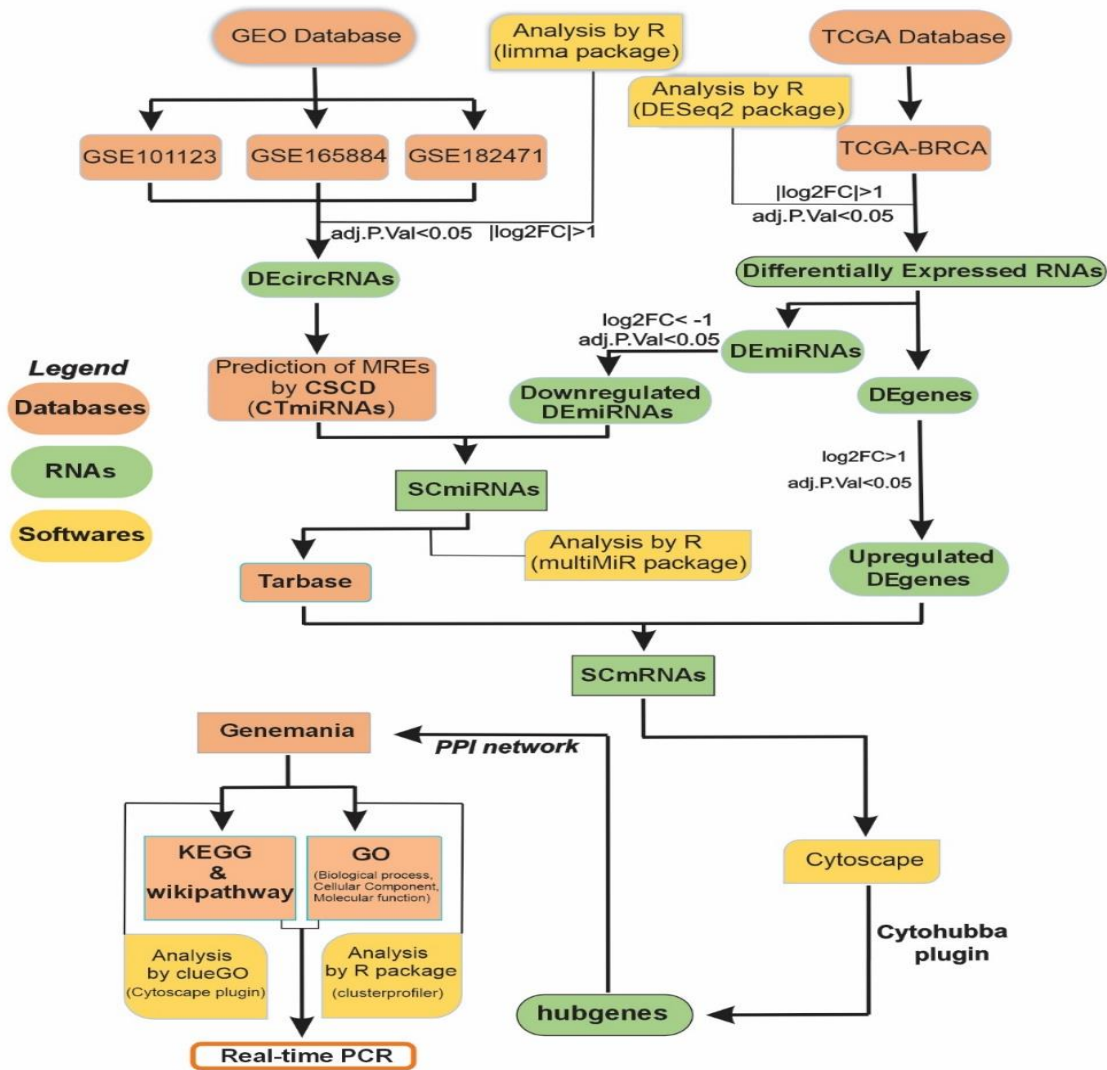 GEO Database
Analysis by R
(limma package)
TCGA Database
Analysis by R
(DESeq2 package)
GSE101123
GSE165884
GSE182471
TCGA-BRCA
|log2FC|>1
adj.P.Val<0.05
adj.P.Val<0.05 |log2FC|>1
DEcircRNAs
Differentially Expressed RNAs
log2FC< -1
adj.P.Val<0.05
DEmiRNAs
Legend
Databases
RNAs
Softwares
Prediction of MREs
by CSCD
(CTmiRNAs)
Downregulated
DEmiRNAs
DEgenes
log2FC>1
adj.P.Val<0.05
SCmiRNAs
Analysis by R
(multiMiR package)
Tarbase
Upregulated
DEgenes
SCmRNAs
Genemania
PPI network
KEGG
&
wikipathway
GO
(Biological process,
Cellular Component,
Molecular function)
Cytoscape
Cytohubba
plugin
Analysis
by clueGO
(Cytoscape plugin)
Analysis
by R package
(clusterprofiler)
hubgenes
Real-time PCR